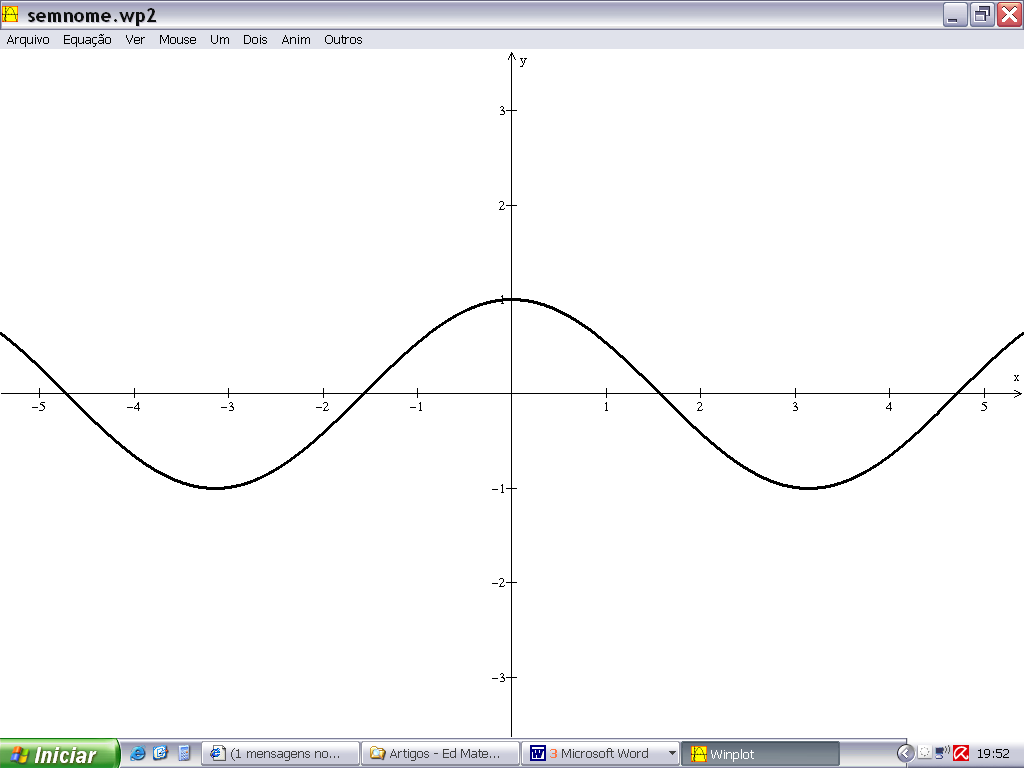 semnome.wp2
Arquivo Equação Ver Mouse Um Dois Anim Outros
y
3
2
1
x
-5 -4 -3 -2 -1 1 2 3 4 5
-1
-2
-3
Iniciar (1 mensagens no... Artigos - Ed Mate... 3 Microsoft Word Winplot 19:52